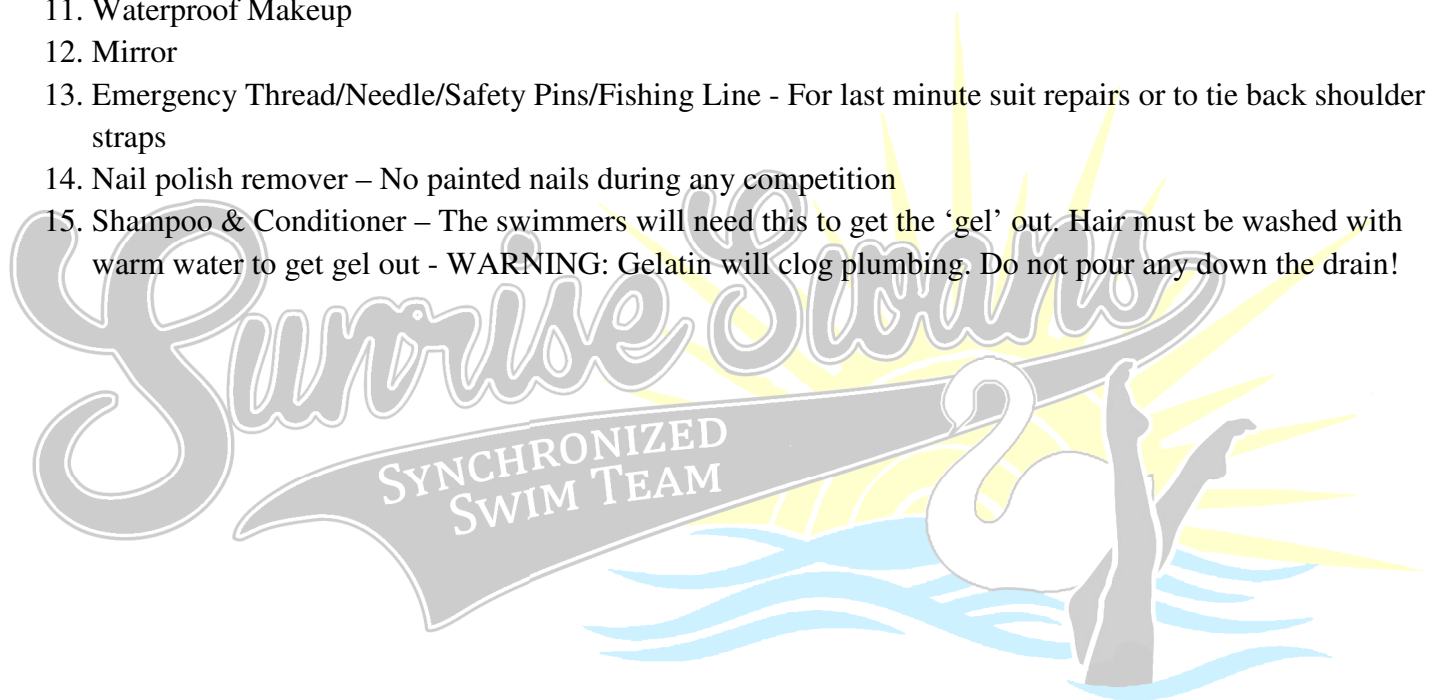 11. Waterproof Makeup
12. Mirror
13. Emergency Thread/Needle/Safety Pins/Fishing Line - For last minute suit repairs or to tie back shoulder
straps
14. Nail polish remover – No painted nails during any competition
15. Shampoo & Conditioner – The swimmers will need this to get the ‘gel’ out. Hair must be washed with
warm water to get gel out - WARNING: Gelatin will clog plumbing. Do not pour any down the drain!
Sunrise Swans
SYNCHRONIZED
SWIM TEAM